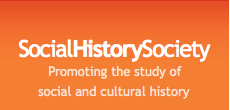 SocialHistorySociety
Promoting the study of
social and cultural history